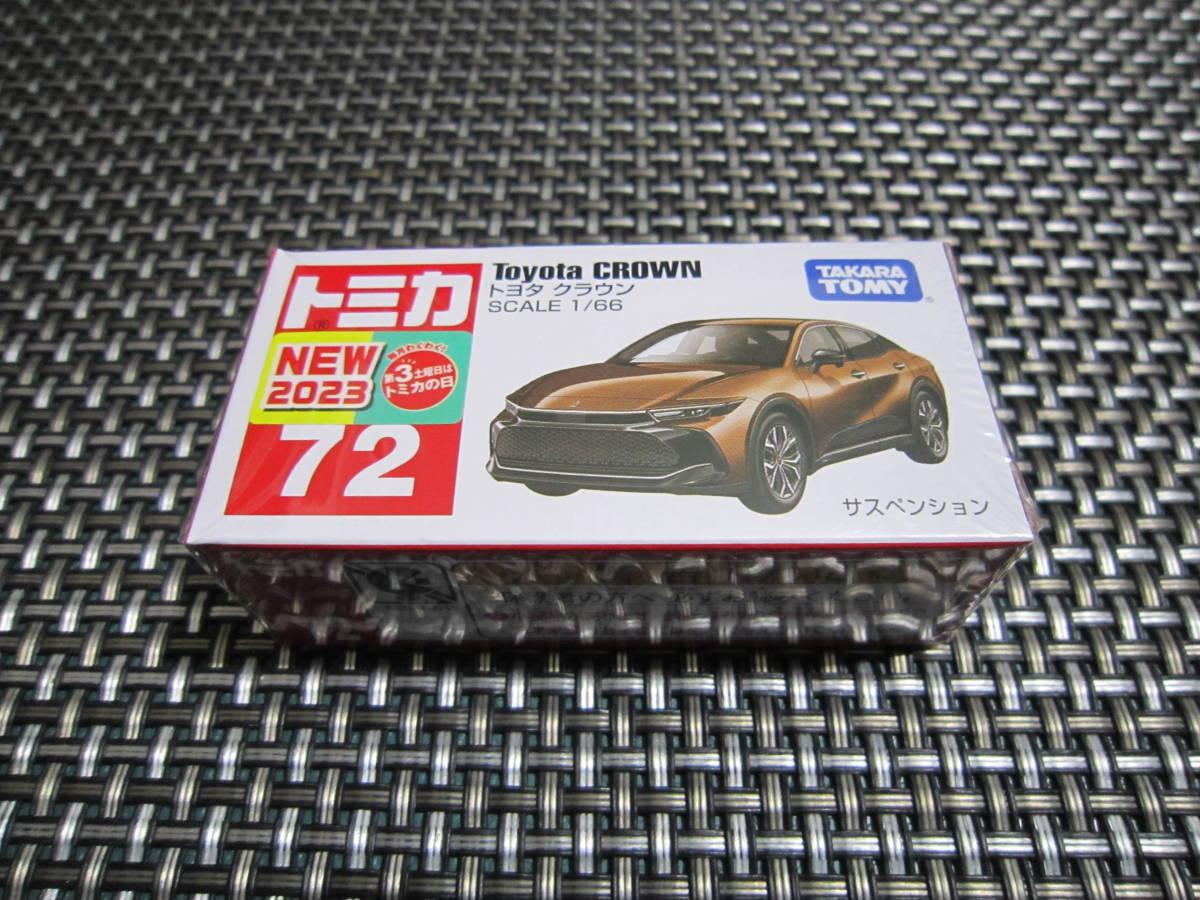 トミカ
®
NEW
2023
毎月わくわく!
第3土曜日は
トミカの日
72
Toyota CROWN
トヨタ クラウン
SCALE 1/66
TAKARA
TOMY
®
サスペンション